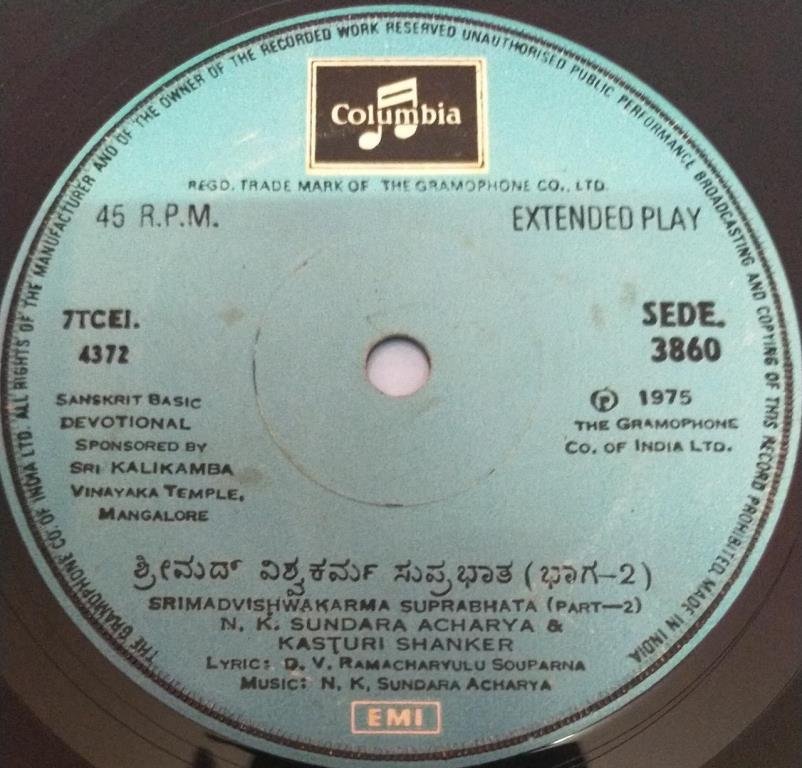 THE GRAMOPHONE CO. OF INDIA LTD. ALL RIGHTS OF THE MANUFACTURER AND OF THE OWNER OF THE RECORDED WORK RESERVED UNAUTHORISED PUBLIC PERFORMANCE BROADCASTING AND COPYING OF THIS RECORD PROHIBITED. MADE IN INDIA
Columbia
REGD. TRADE MARK OF THE GRAMOPHONE CO., LTD.
45 R.P.M. EXTENDED PLAY
7TCEI. SEDE.
4372 3860
SANSKRIT BASIC
DEVOTIONAL
SPONSORED BY
SRI KALIKAMBA
VINAYAKA TEMPLE,
MANGALORE
℗ 1975
THE GRAMOPHONE
CO. OF INDIA LTD.
ಶ್ರೀಮದ್ ವಿಶ್ವಕರ್ಮ ಸುಪ್ರಭಾತ (ಭಾಗ-2)
SRIMADVISHWAKARMA SUPRABHATA (PART—2)
N. K. SUNDARA ACHARYA &
KASTURI SHANKER
LYRIC: D. V. RAMACHARYULU SOUPARNA
MUSIC: N. K. SUNDARA ACHARYA
EMI